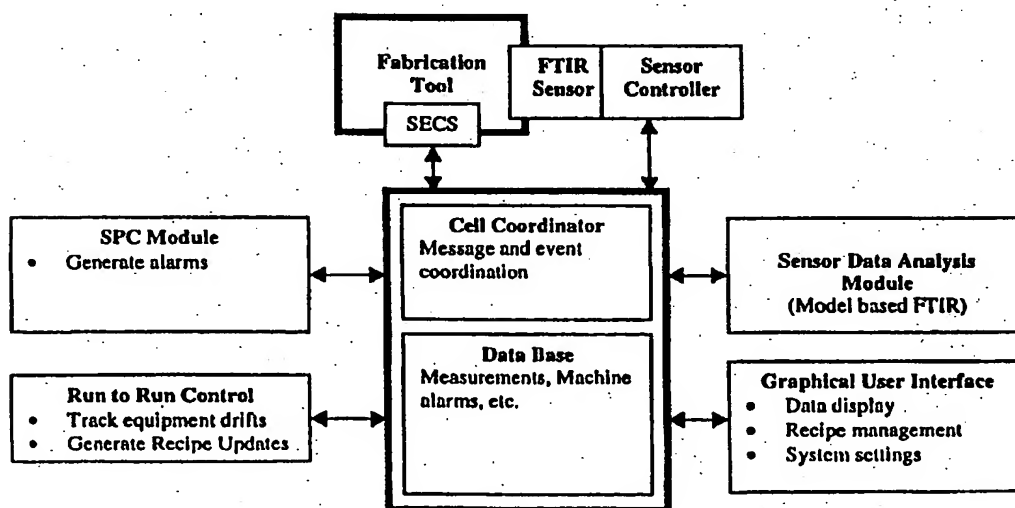 Fabrication
Tool
SECS
FTIR
Sensor
Sensor
Controller
SPC Module
• Generate alarms
Cell Coordinator
Message and event
coordination
Sensor Data Analysis
Module
(Model based FTIR)
Run to Run Control
• Track equipment drifts
• Generate Recipe Updates
Data Base
Measurements, Machine
alarms, etc.
Graphical User Interface
• Data display
• Recipe management
• System settings